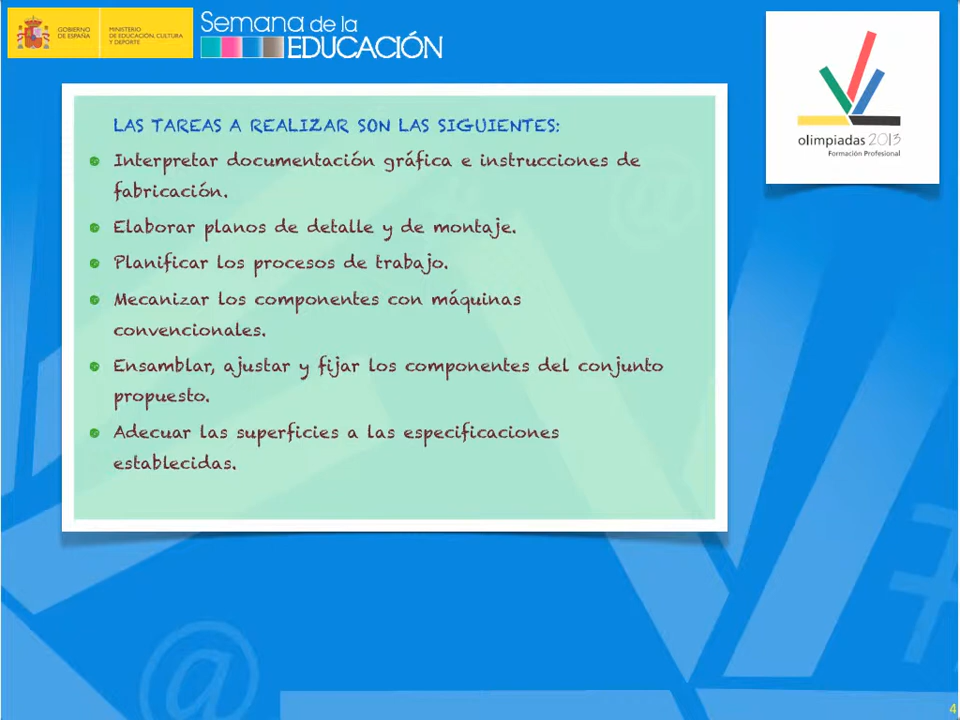 GOBIERNO
DE ESPAÑA
MINISTERIO
DE EDUCACIÓN, CULTURA
Y DEPORTE
Semana de la
EDUCACIÓN
olimpiadas 2013
Formación Profesional
LAS TAREAS A REALIZAR SON LAS SIGUIENTES:
Interpretar documentación gráfica e instrucciones de
fabricación.
Elaborar planos de detalle y de montaje.
Planificar los procesos de trabajo.
Mecanizar los componentes con máquinas
convencionales.
Ensamblar, ajustar y fijar los componentes del conjunto
propuesto.
Adecuar las superficies a las especificaciones
establecidas.
4